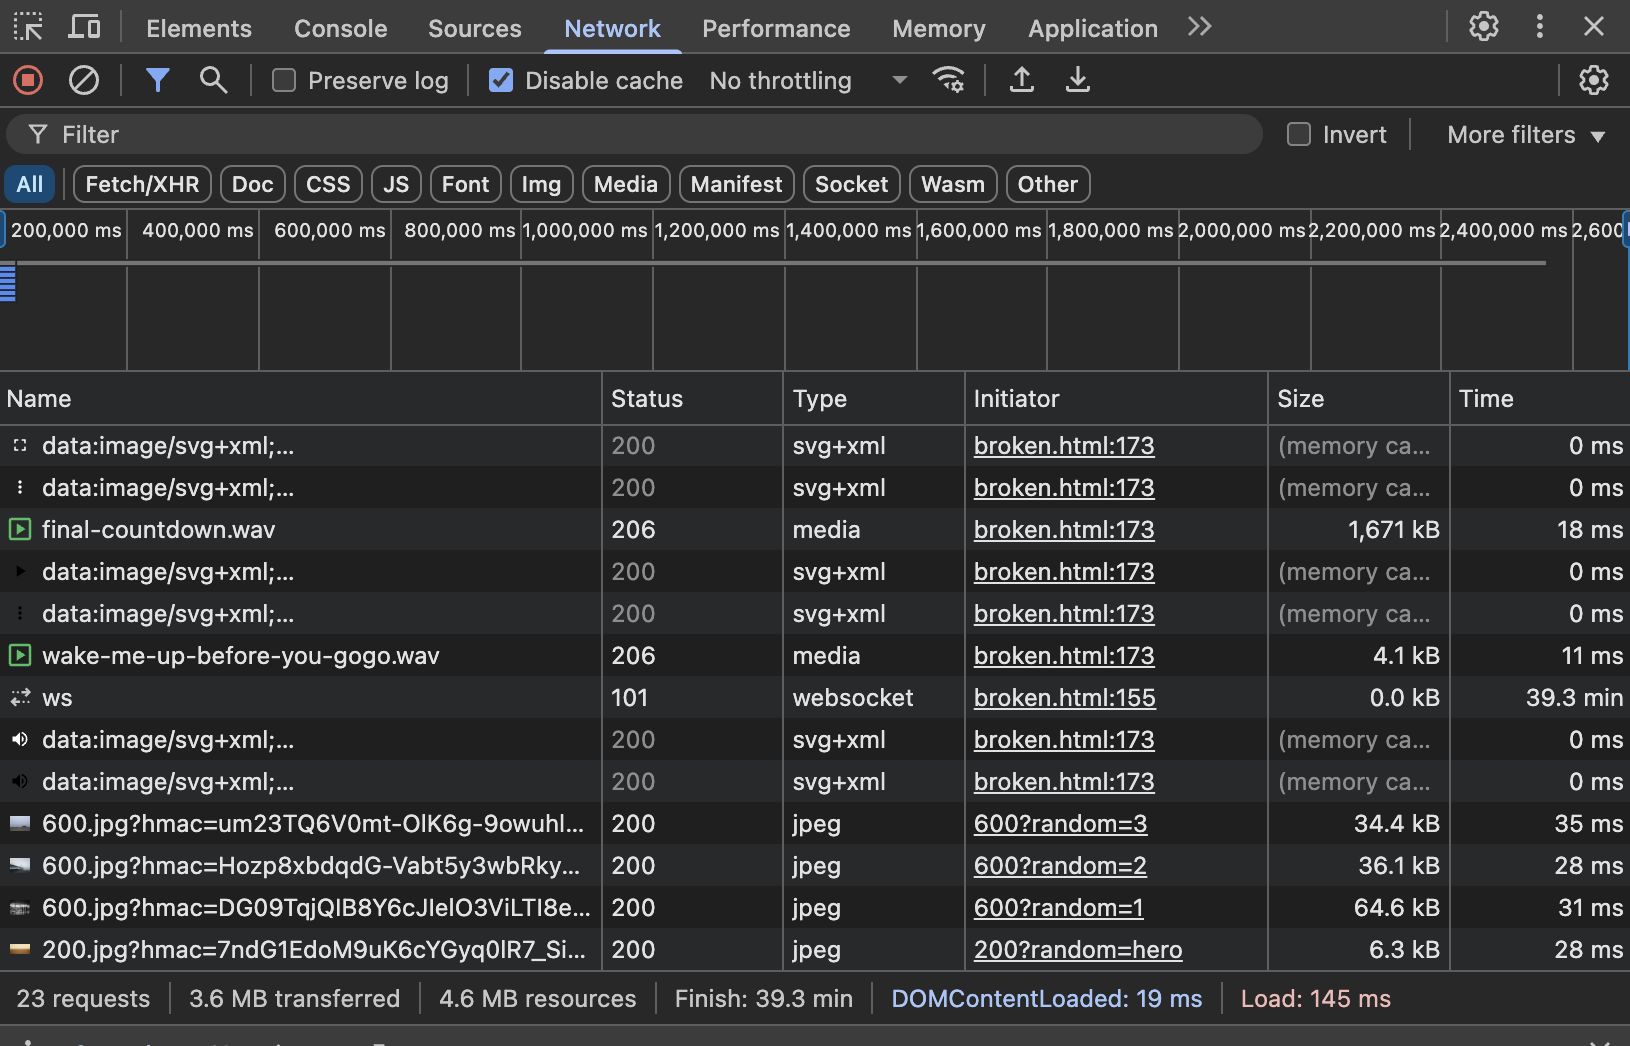 Elements Console Sources Network Performance Memory Application
Preserve log Disable cache No throttling
Filter Invert More filters
All Fetch/XHR Doc CSS JS Font Img Media Manifest Socket Wasm Other
200,000 ms 400,000 ms 600,000 ms 800,000 ms 1,000,000 ms 1,200,000 ms 1,400,000 ms 1,600,000 ms 1,800,000 ms 2,000,000 ms 2,200,000 ms 2,400,000 ms 2,600
Name Status Type Initiator Size Time
data:image/svg+xml;... 200 svg+xml broken.html:173 (memory ca... 0 ms
data:image/svg+xml;... 200 svg+xml broken.html:173 (memory ca... 0 ms
final-countdown.wav 206 media broken.html:173 1,671 kB 18 ms
data:image/svg+xml;... 200 svg+xml broken.html:173 (memory ca... 0 ms
data:image/svg+xml;... 200 svg+xml broken.html:173 (memory ca... 0 ms
wake-me-up-before-you-gogo.wav 206 media broken.html:173 4.1 kB 11 ms
ws 101 websocket broken.html:155 0.0 kB 39.3 min
data:image/svg+xml;... 200 svg+xml broken.html:173 (memory ca... 0 ms
data:image/svg+xml;... 200 svg+xml broken.html:173 (memory ca... 0 ms
600.jpg?hmac=um23TQ6V0mt-OlK6g-9owuhl... 200 jpeg 600?random=3 34.4 kB 35 ms
600.jpg?hmac=Hozp8xbdqdG-Vabt5y3wbRky... 200 jpeg 600?random=2 36.1 kB 28 ms
600.jpg?hmac=DG09TqjQIB8Y6cJIelO3ViLTI8e... 200 jpeg 600?random=1 64.6 kB 31 ms
200.jpg?hmac=7ndG1EdoM9uK6cYGyq0lR7_Si... 200 jpeg 200?random=hero 6.3 kB 28 ms
23 requests 3.6 MB transferred 4.6 MB resources Finish: 39.3 min DOMContentLoaded: 19 ms Load: 145 ms